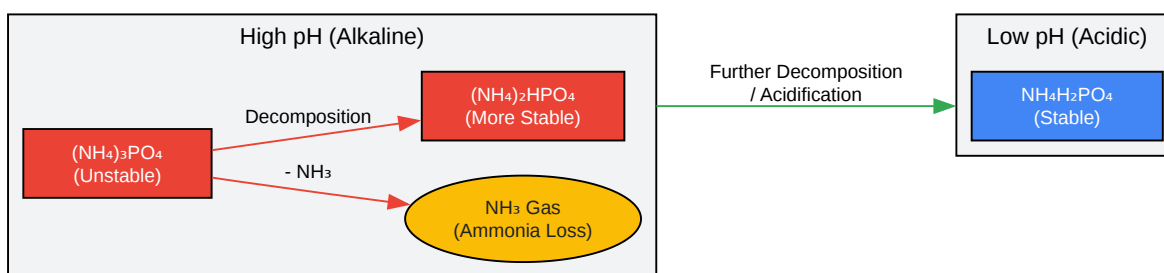 High pH (Alkaline)
(NH₄)₃PO₄
(Unstable)
Decomposition
- NH₃
(NH₄)₂HPO₄
(More Stable)
NH₃ Gas
(Ammonia Loss)
Further Decomposition
/ Acidification
Low pH (Acidic)
NH₄H₂PO₄
(Stable)